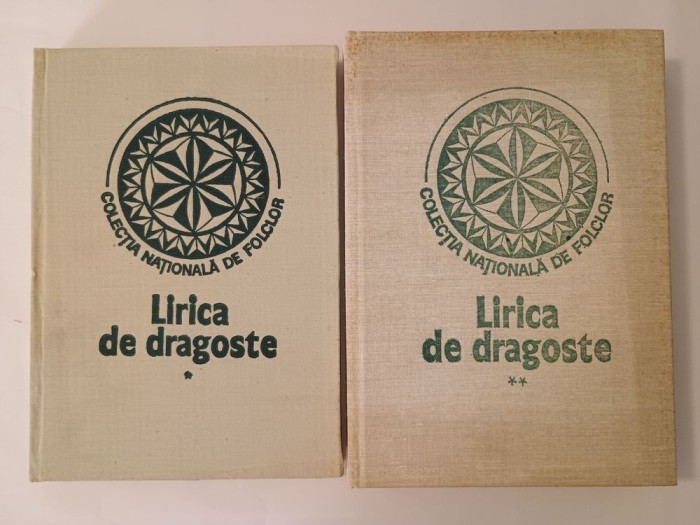 COLECȚIA NAȚIONALĂ DE FOLCLOR
Lirica
de dragoste
*
COLECȚIA NAȚIONALĂ DE FOLCLOR
Lirica
de dragoste
**